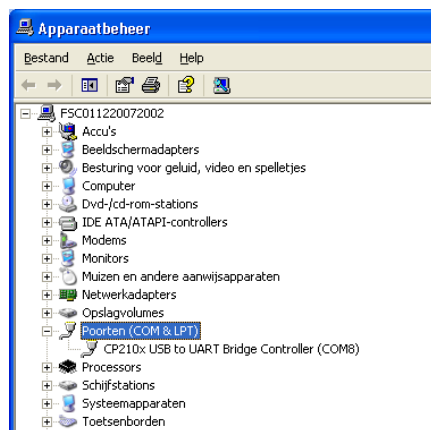 Apparaatbeheer
Bestand Actie Beeld Help
FSC011220072002
Accu's
Beeldschermadapters
Besturing voor geluid, video en spelletjes
Computer
Dvd-/cd-rom-stations
IDE ATA/ATAPI-controllers
Modems
Monitors
Muizen en andere aanwijsapparaten
Netwerkadapters
Opslagvolumes
Poorten (COM & LPT)
CP210x USB to UART Bridge Controller (COM8)
Processors
Schijfstations
Systeemapparaten
Toetsenborden